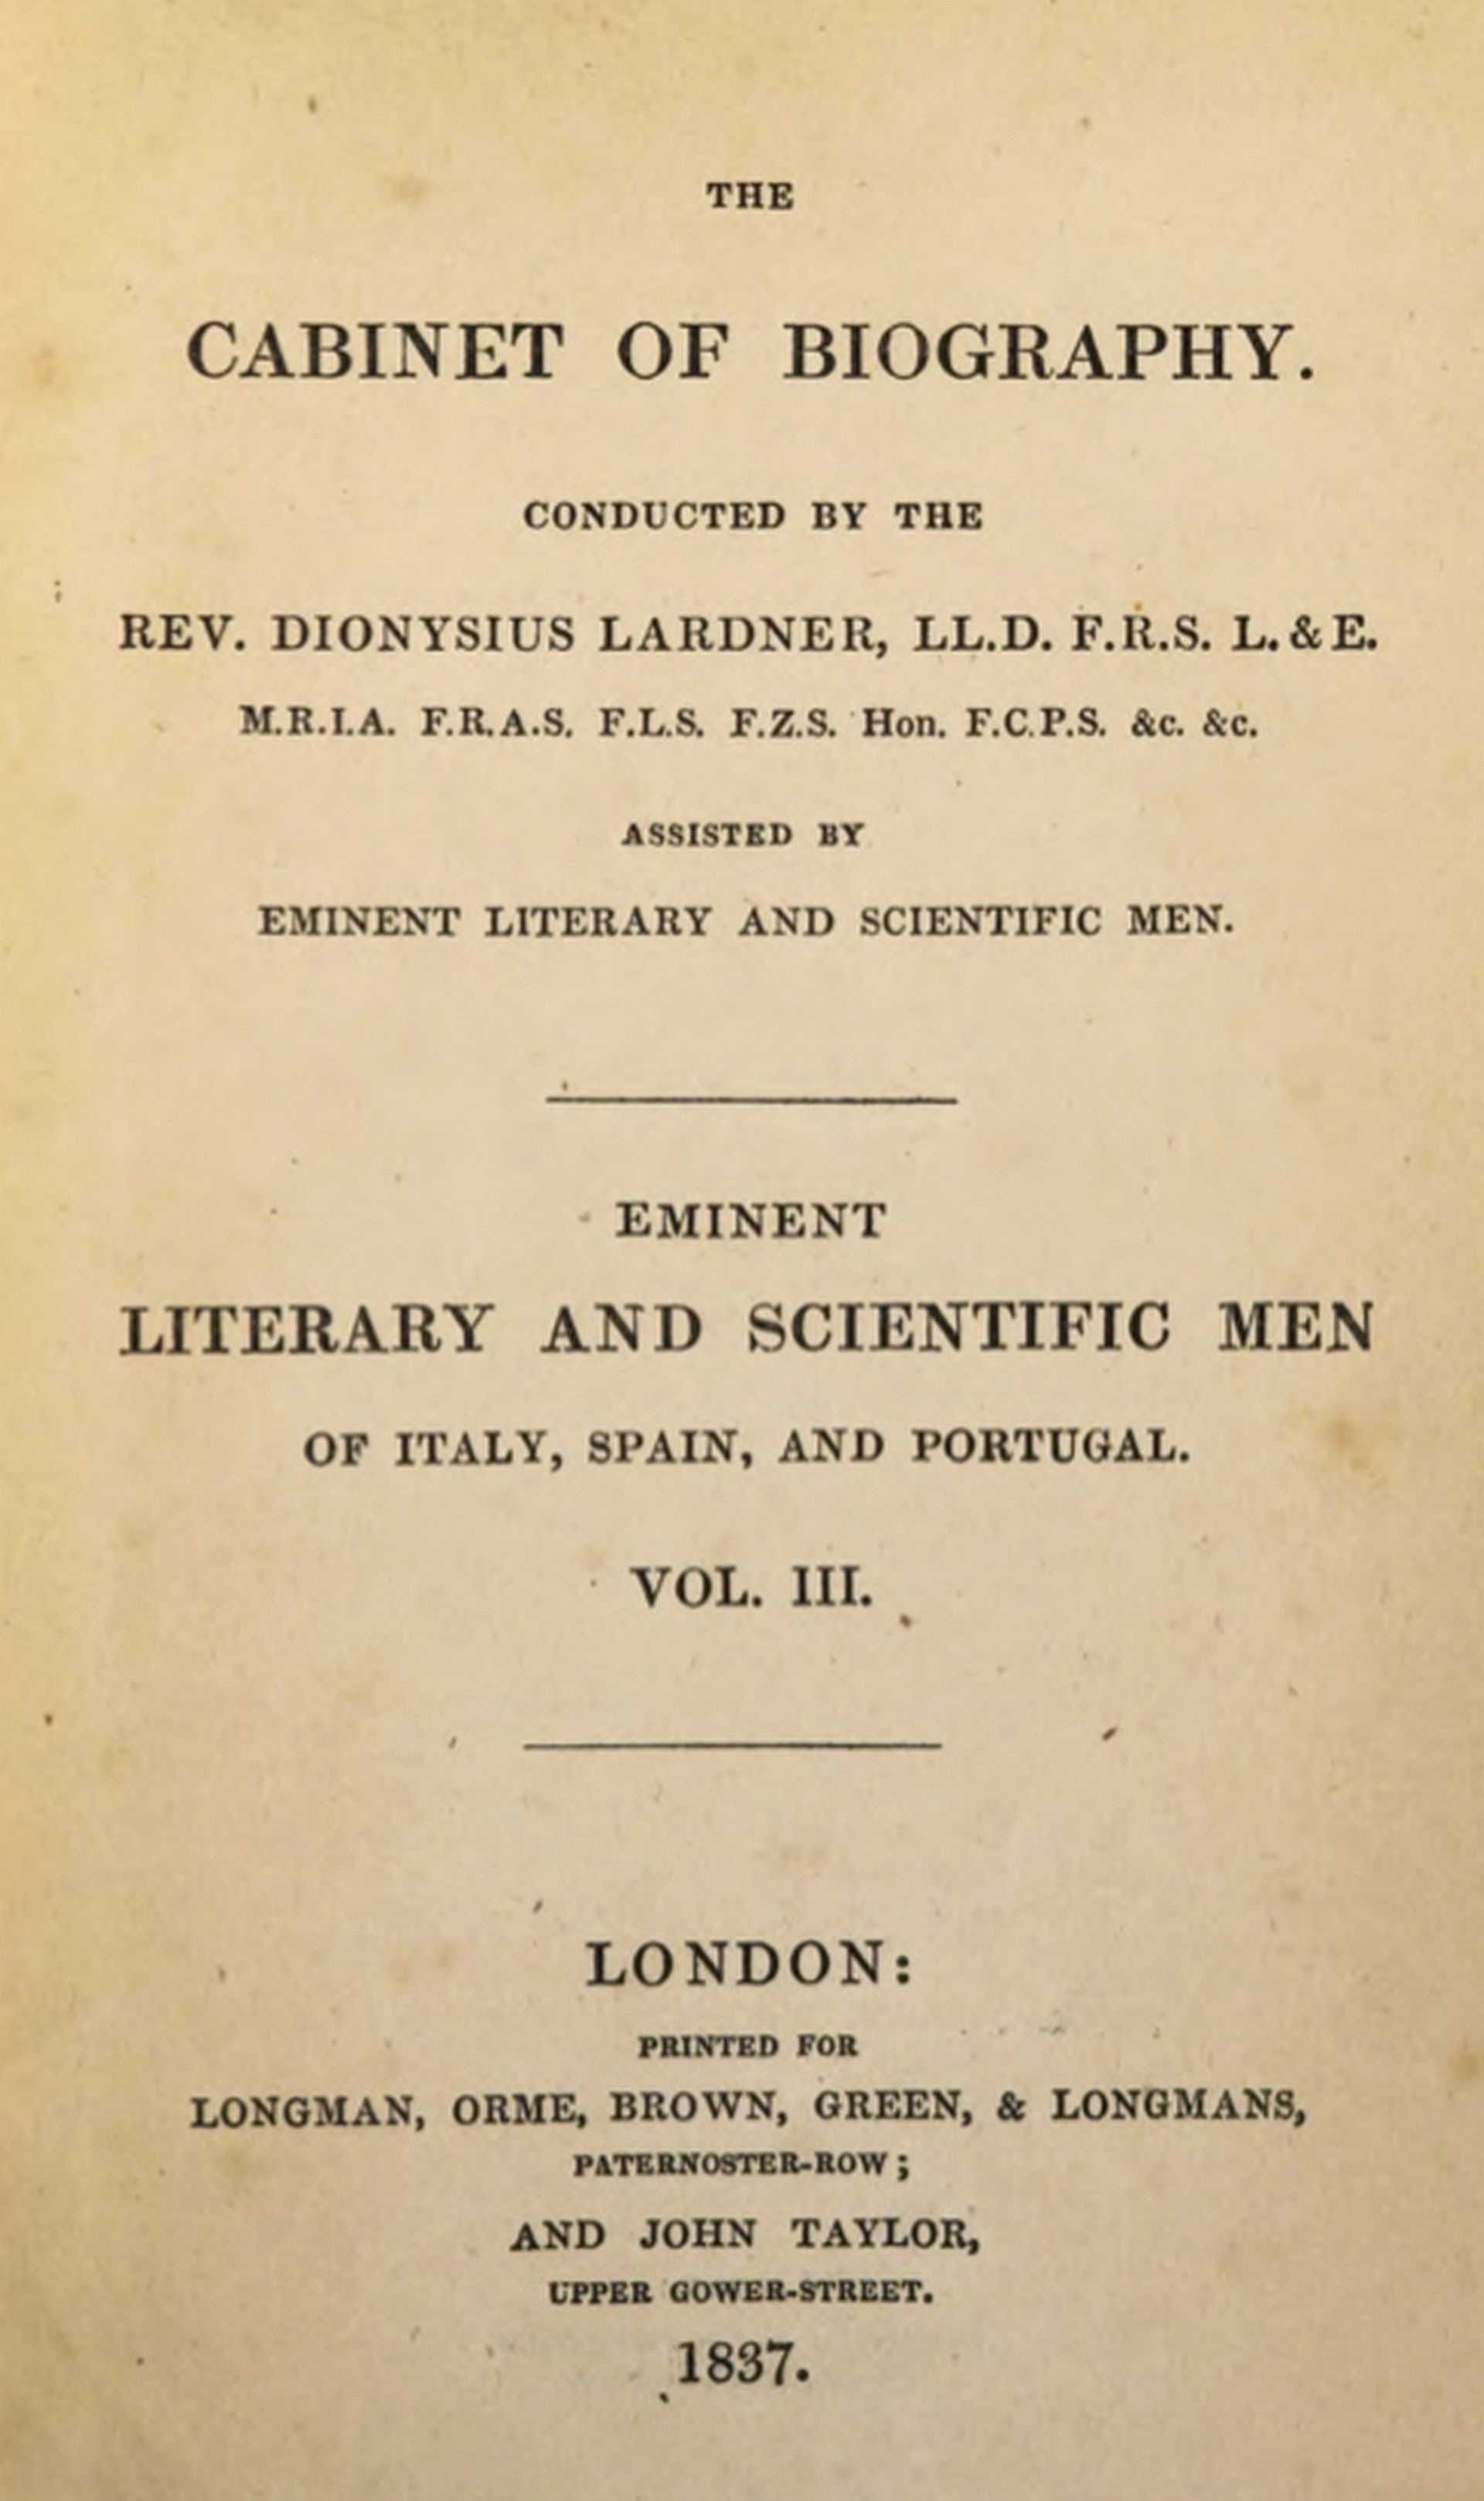 THE
CABINET OF BIOGRAPHY.
CONDUCTED BY THE
REV. DIONYSIUS LARDNER, LL.D. F.R.S. L. & E.
M.R.I.A. F.R.A.S. F.L.S. F.Z.S. Hon. F.C.P.S. &c. &c.
ASSISTED BY
EMINENT LITERARY AND SCIENTIFIC MEN.
EMINENT
LITERARY AND SCIENTIFIC MEN
OF ITALY, SPAIN, AND PORTUGAL.
VOL. III.
LONDON:
PRINTED FOR
LONGMAN, ORME, BROWN, GREEN, & LONGMANS,
PATERNOSTER-ROW;
AND JOHN TAYLOR,
UPPER GOWER-STREET.
1837.